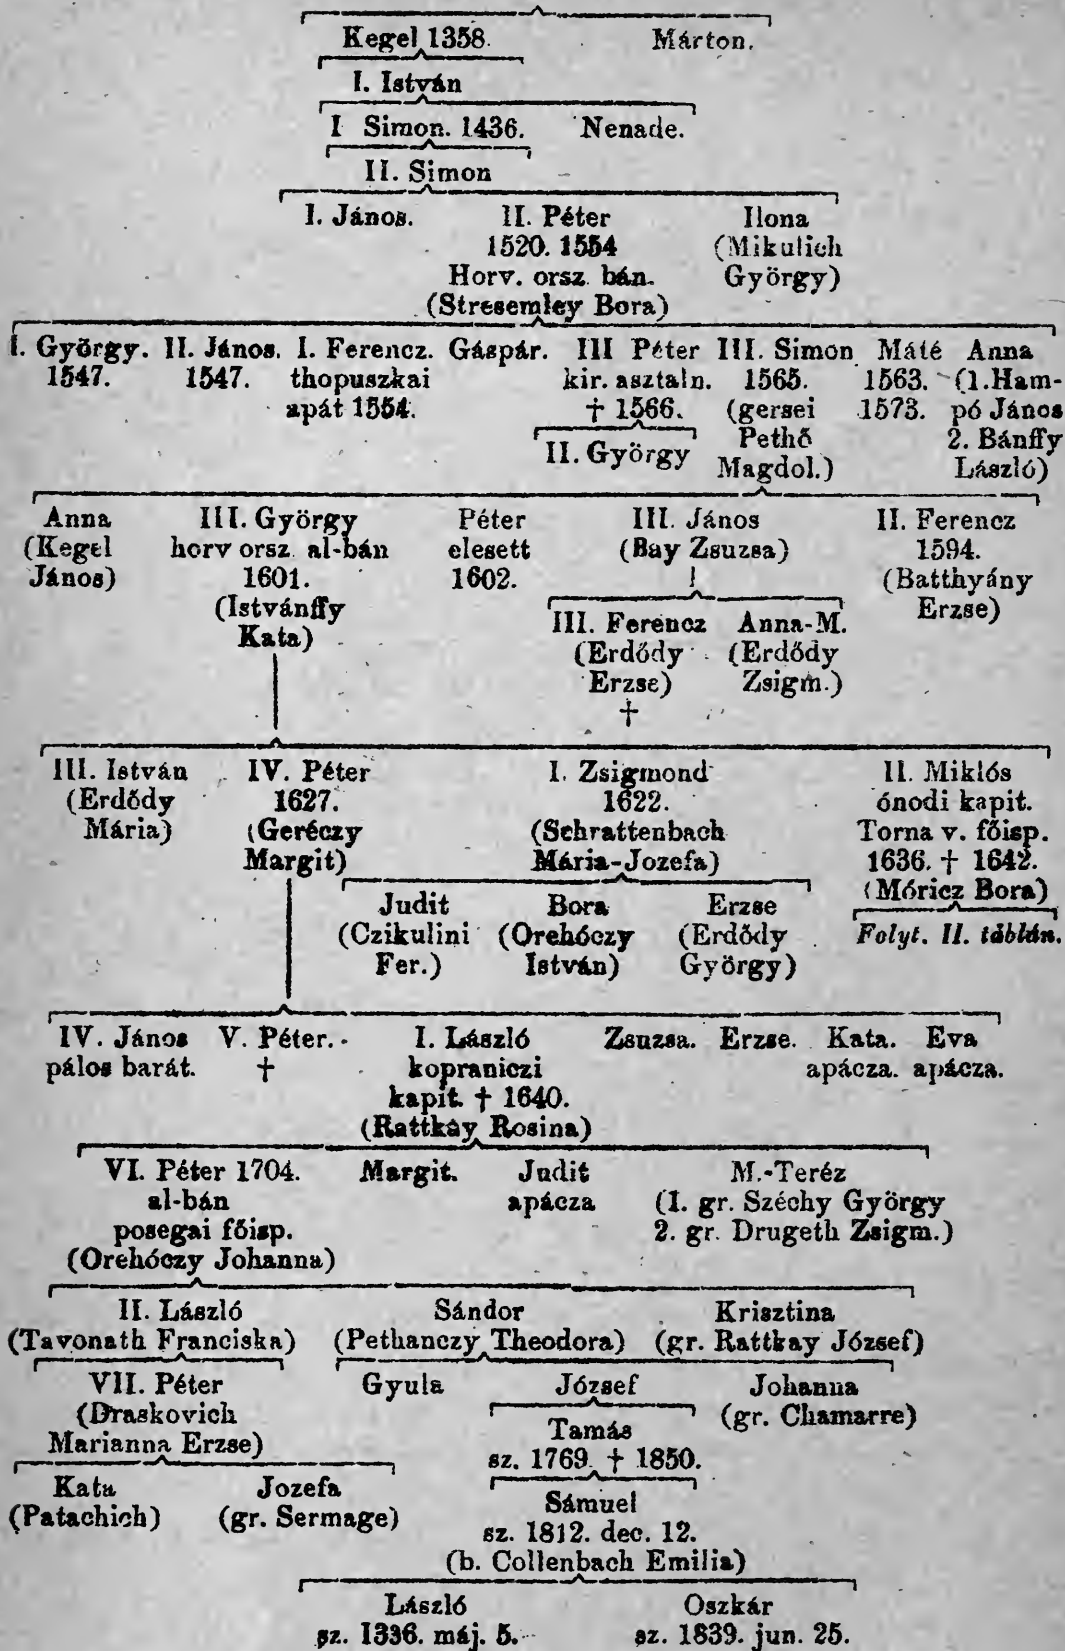 Kegel 1358. Márton.
I. István
I Simon. 1436. Nenade.
II. Simon
I. János. II. Péter Ilona
1520. 1554 (Mikulich
Horv. orsz. bán. György)
(Stresemley Bora)
I. György. II. János. I. Ferencz. Gáspár. III Péter III. Simon Máté Anna
1547. 1547. thopuszkai kir. asztaln. 1565. 1563. (1. Ham-
apát 1554. † 1566. (gersei 1573. pó János
II. György Pethő 2. Bánffy
Magdol.) László)
Anna III. György Péter III. János II. Ferencz
(Kegel horv orsz. al-bán elesett (Bay Zsuzsa) 1594.
János) 1601. 1602. (Batthyány
(Istvánffy Erzse)
Kata) III. Ferencz Anna-M.
(Erdődy (Erdődy
Erzse) Zsigm.)
†
III. István IV. Péter I. Zsigmond II. Miklós
(Erdődy 1627. 1622. ónodi kapit.
Mária) (Geréczy (Schrattenbach Torna v. főisp.
Margit) Mária-Jozefa) 1636. † 1642.
(Móricz Bora)
Judit Bora Erzse
(Czikulini (Orehóczy (Erdődy Folyt. II. táblán.
Fer.) István) György)
IV. János V. Péter. I. László Zsuzsa. Erzse. Kata. Eva
pálos barát. † kopraniczi apácza. apácza.
kapit. † 1640.
(Rattkay Rosina)
VI. Péter 1704. Margit. Judit M.-Teréz
al-bán apácza (1. gr. Széchy György
posegai főisp. 2. gr. Drugeth Zsigm.)
(Orehóczy Johanna)
II. László Sándor Krisztina
(Tavonath Franciska) (Pethanczy Theodora) (gr. Rattkay József)
VII. Péter Gyula József Johanna
(Draskovich (gr. Chamarre)
Tamás
Marianna Erzse) sz. 1769. † 1850.
Kata Jozefa Sámuel
(Patachich) (gr. Sermage) sz. 1812. dec. 12.
(b. Collenbach Emilia)
László Oszkár
sz. 1336. máj. 5. sz. 1839. jun. 25.